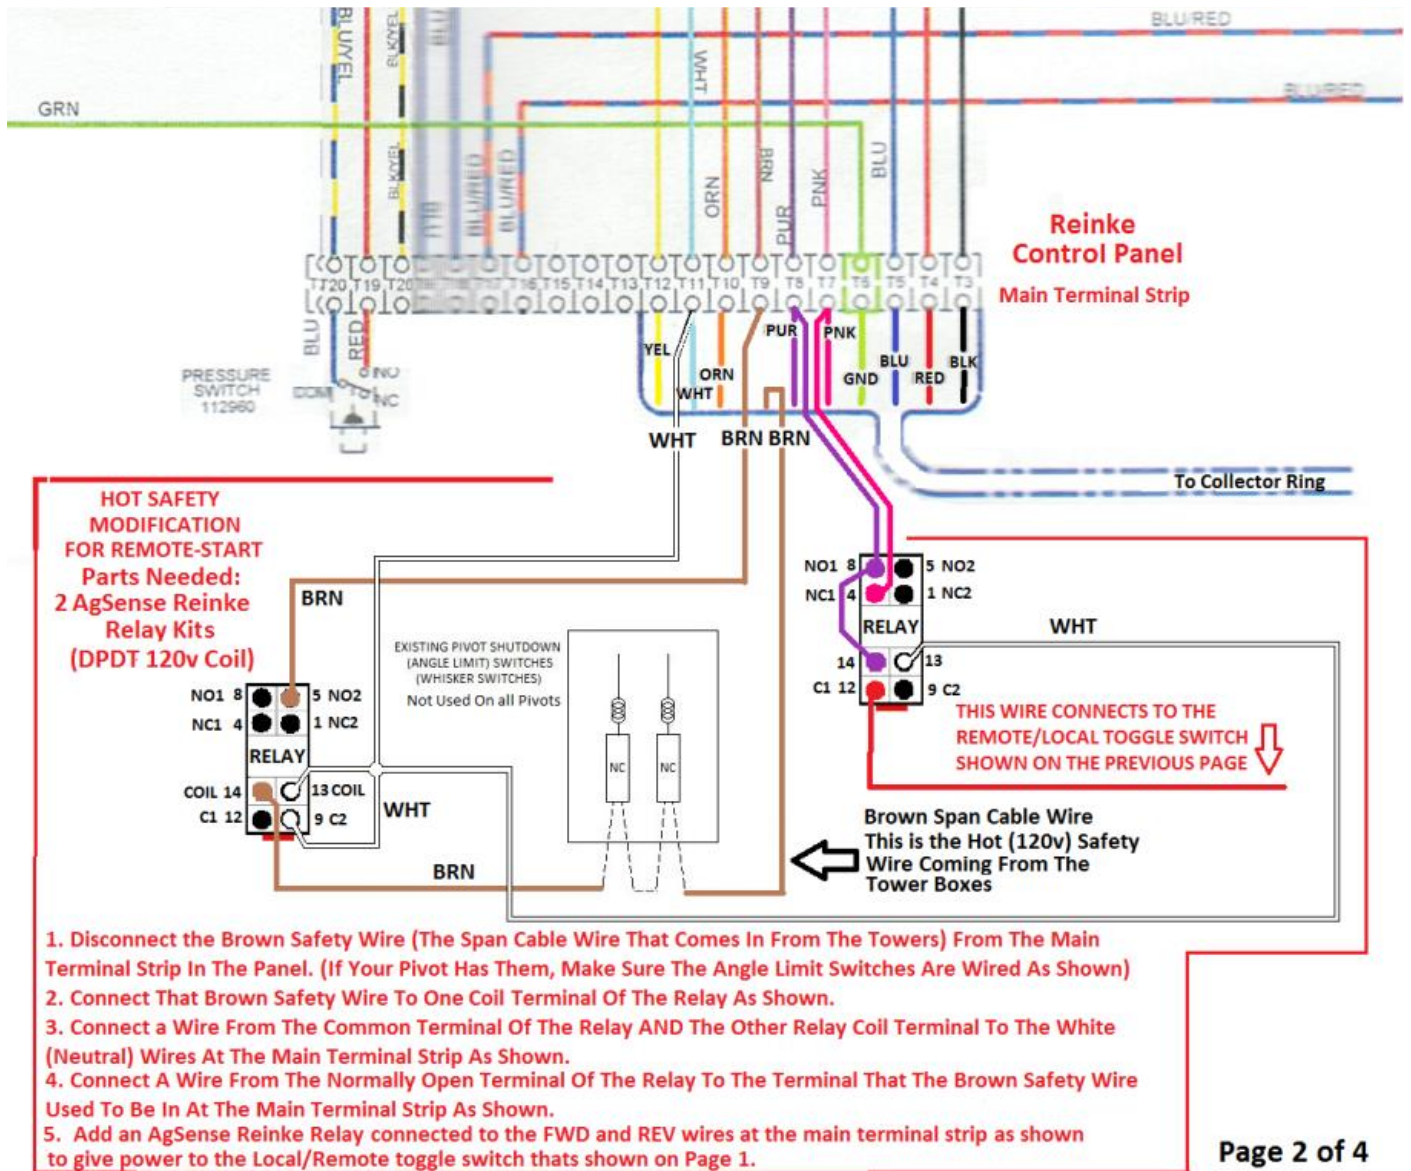 BLU/RED
BLU/YEL
BLK/YEL
BLU
WHT
BLU/RED
GRN
BLK/YEL
BLU/RED
BLU/RED
ORN
BRN
PUR
PNK
BLU
Reinke
Control Panel
Main Terminal Strip
T20 T19 T20 T16 T15 T14 T13 T12 T11 T10 T9 T8 T7 T6 T5 T4 T3
BLU
RED
PUR
PNK
YEL
WHT
ORN
GND
BLU
RED
BLK
PRESSURE
SWITCH
112960
COM
NO
NC
WHT
BRN BRN
To Collector Ring
HOT SAFETY
MODIFICATION
FOR REMOTE-START
Parts Needed:
2 AgSense Reinke
Relay Kits
(DPDT 120v Coil)
BRN
NO1 8
5 NO2
NC1 4
1 NC2
RELAY
14
13
C1 12
9 C2
WHT
EXISTING PIVOT SHUTDOWN
(ANGLE LIMIT) SWITCHES
(WHISKER SWITCHES)
Not Used On all Pivots
NC
NC
NO1 8
5 NO2
NC1 4
1 NC2
RELAY
COIL 14
13 COIL
C1 12
9 C2
WHT
BRN
THIS WIRE CONNECTS TO THE
REMOTE/LOCAL TOGGLE SWITCH
SHOWN ON THE PREVIOUS PAGE
Brown Span Cable Wire
This is the Hot (120v) Safety
Wire Coming From The
Tower Boxes
1. Disconnect the Brown Safety Wire (The Span Cable Wire That Comes In From The Towers) From The Main
Terminal Strip In The Panel. (If Your Pivot Has Them, Make Sure The Angle Limit Switches Are Wired As Shown)
2. Connect That Brown Safety Wire To One Coil Terminal Of The Relay As Shown.
3. Connect a Wire From The Common Terminal Of The Relay AND The Other Relay Coil Terminal To The White
(Neutral) Wires At The Main Terminal Strip As Shown.
4. Connect A Wire From The Normally Open Terminal Of The Relay To The Terminal That The Brown Safety Wire
Used To Be In At The Main Terminal Strip As Shown.
5. Add an AgSense Reinke Relay connected to the FWD and REV wires at the main terminal strip as shown
to give power to the Local/Remote toggle switch thats shown on Page 1.
Page 2 of 4